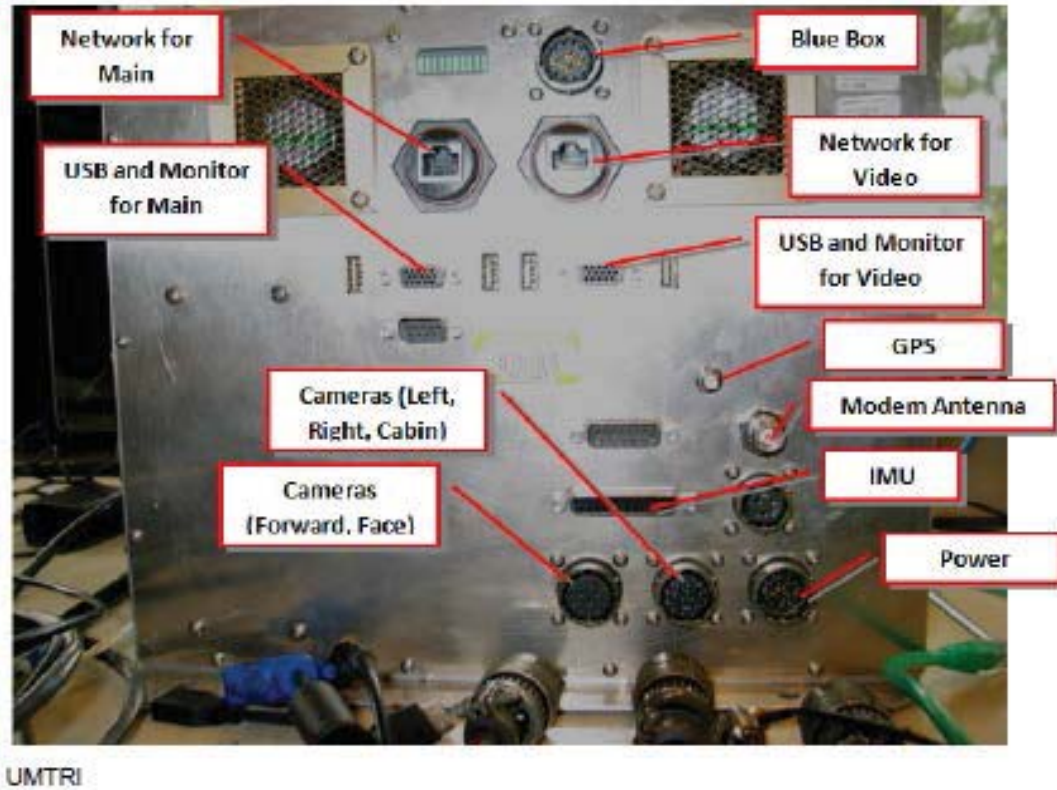 Network for
Main
Blue Box
USB and Monitor
for Main
Network for
Video
USB and Monitor
for Video
GPS
Cameras (Left,
Right, Cabin)
Modem Antenna
IMU
Cameras
(Forward, Face)
Power
UMTRI